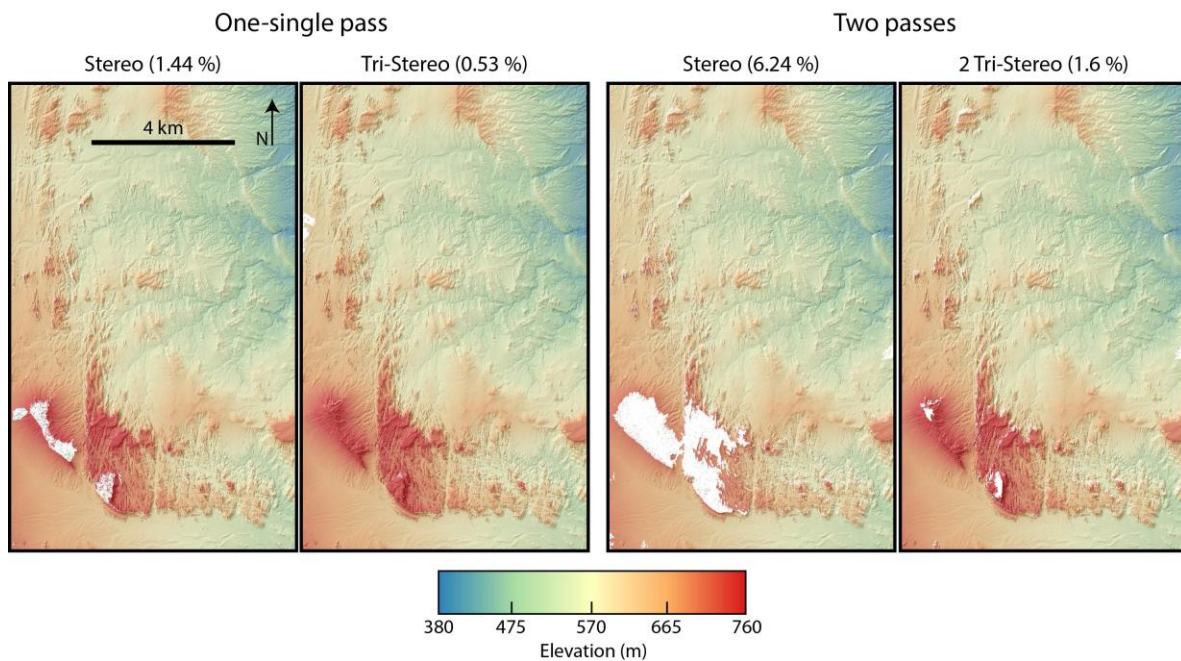 One-single pass
Two passes
Stereo (1.44 %)
Tri-Stereo (0.53 %)
Stereo (6.24 %)
2 Tri-Stereo (1.6 %)
4 km
N
380
475
570
665
760
Elevation (m)